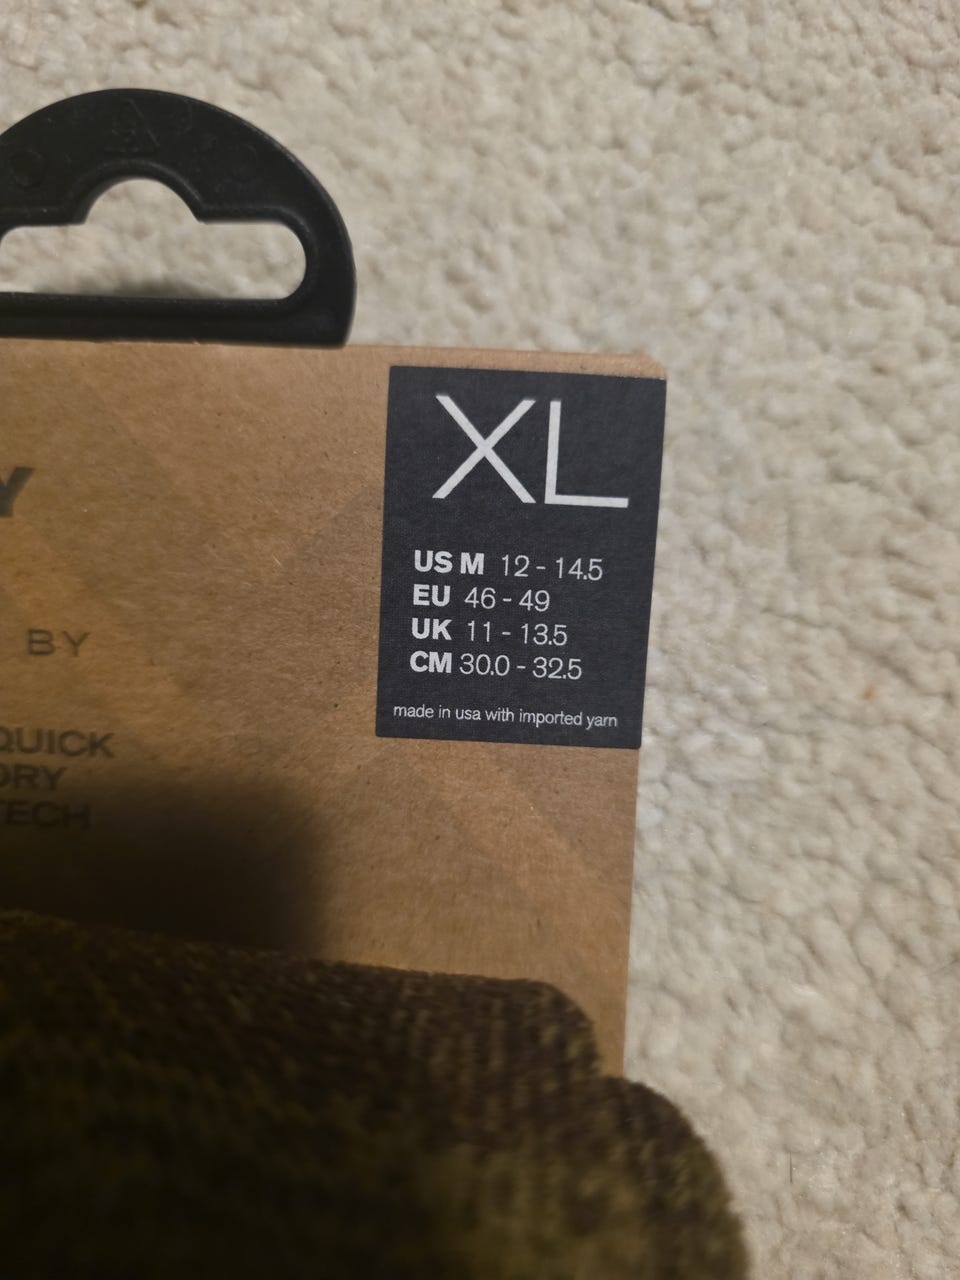 XL
US M 12 - 14.5
EU 46 - 49
UK 11 - 13.5
CM 30.0 - 32.5
made in usa with imported yarn
Y
BY
QUICK
DRY
TECH